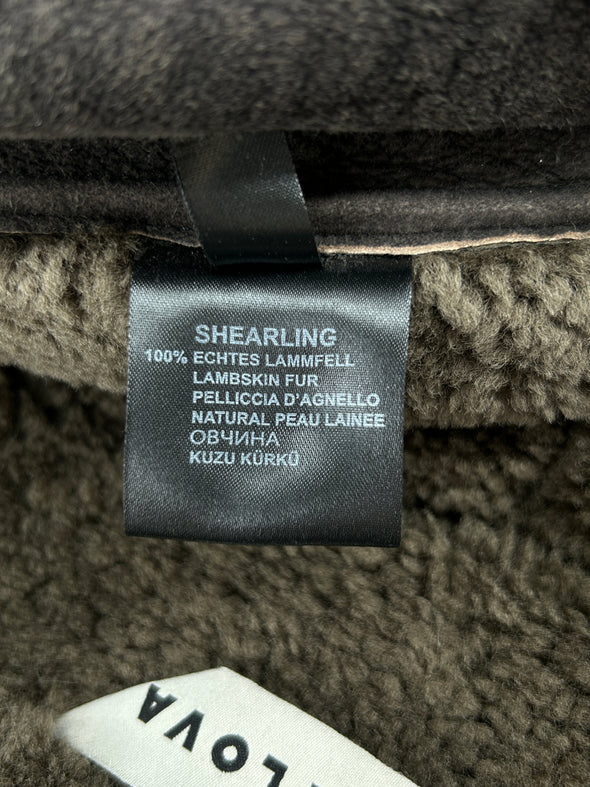 SHEARLING
100% ECHTES LAMMFELL
LAMBSKIN FUR
PELLICCIA D'AGNELLO
NATURAL PEAU LAINEE
ОВЧИНА
KUZU KÜRKÜ